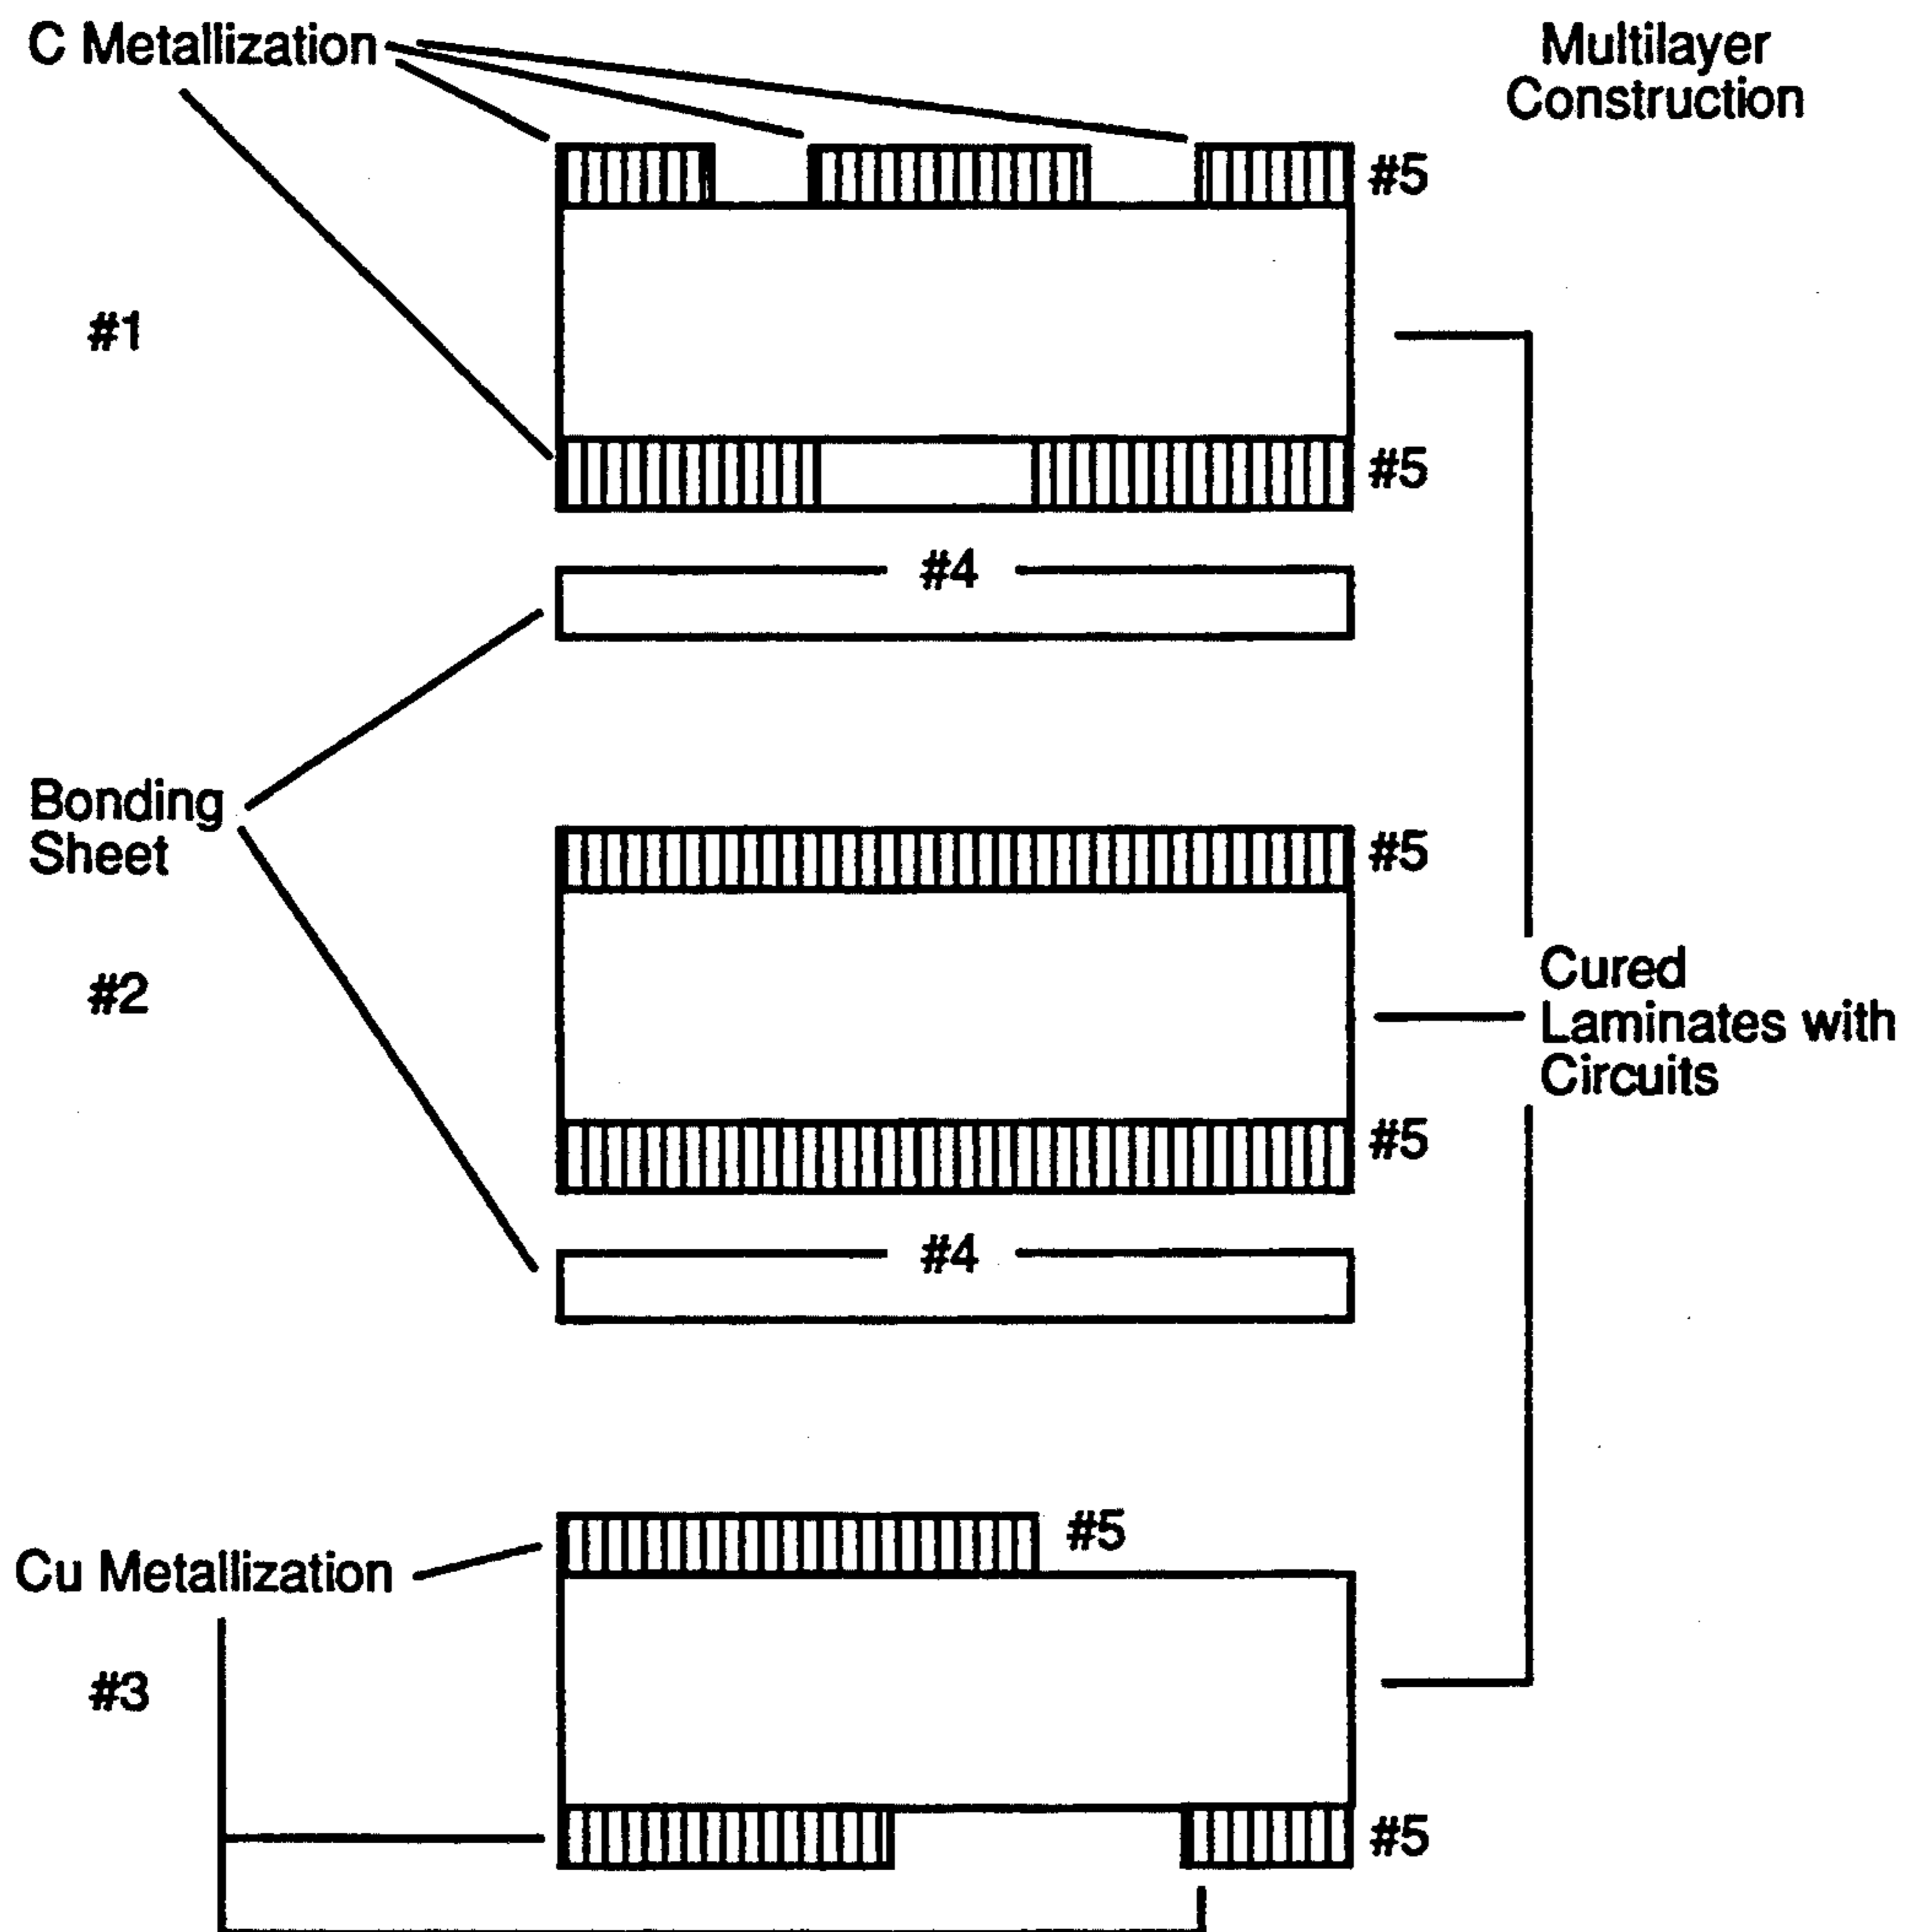 C Metallization
Multilayer
Construction
#5
#1
#5
#4
Bonding
Sheet
#5
#2
Cured
Laminates with
Circuits
#5
#4
#5
Cu Metallization
#3
#5